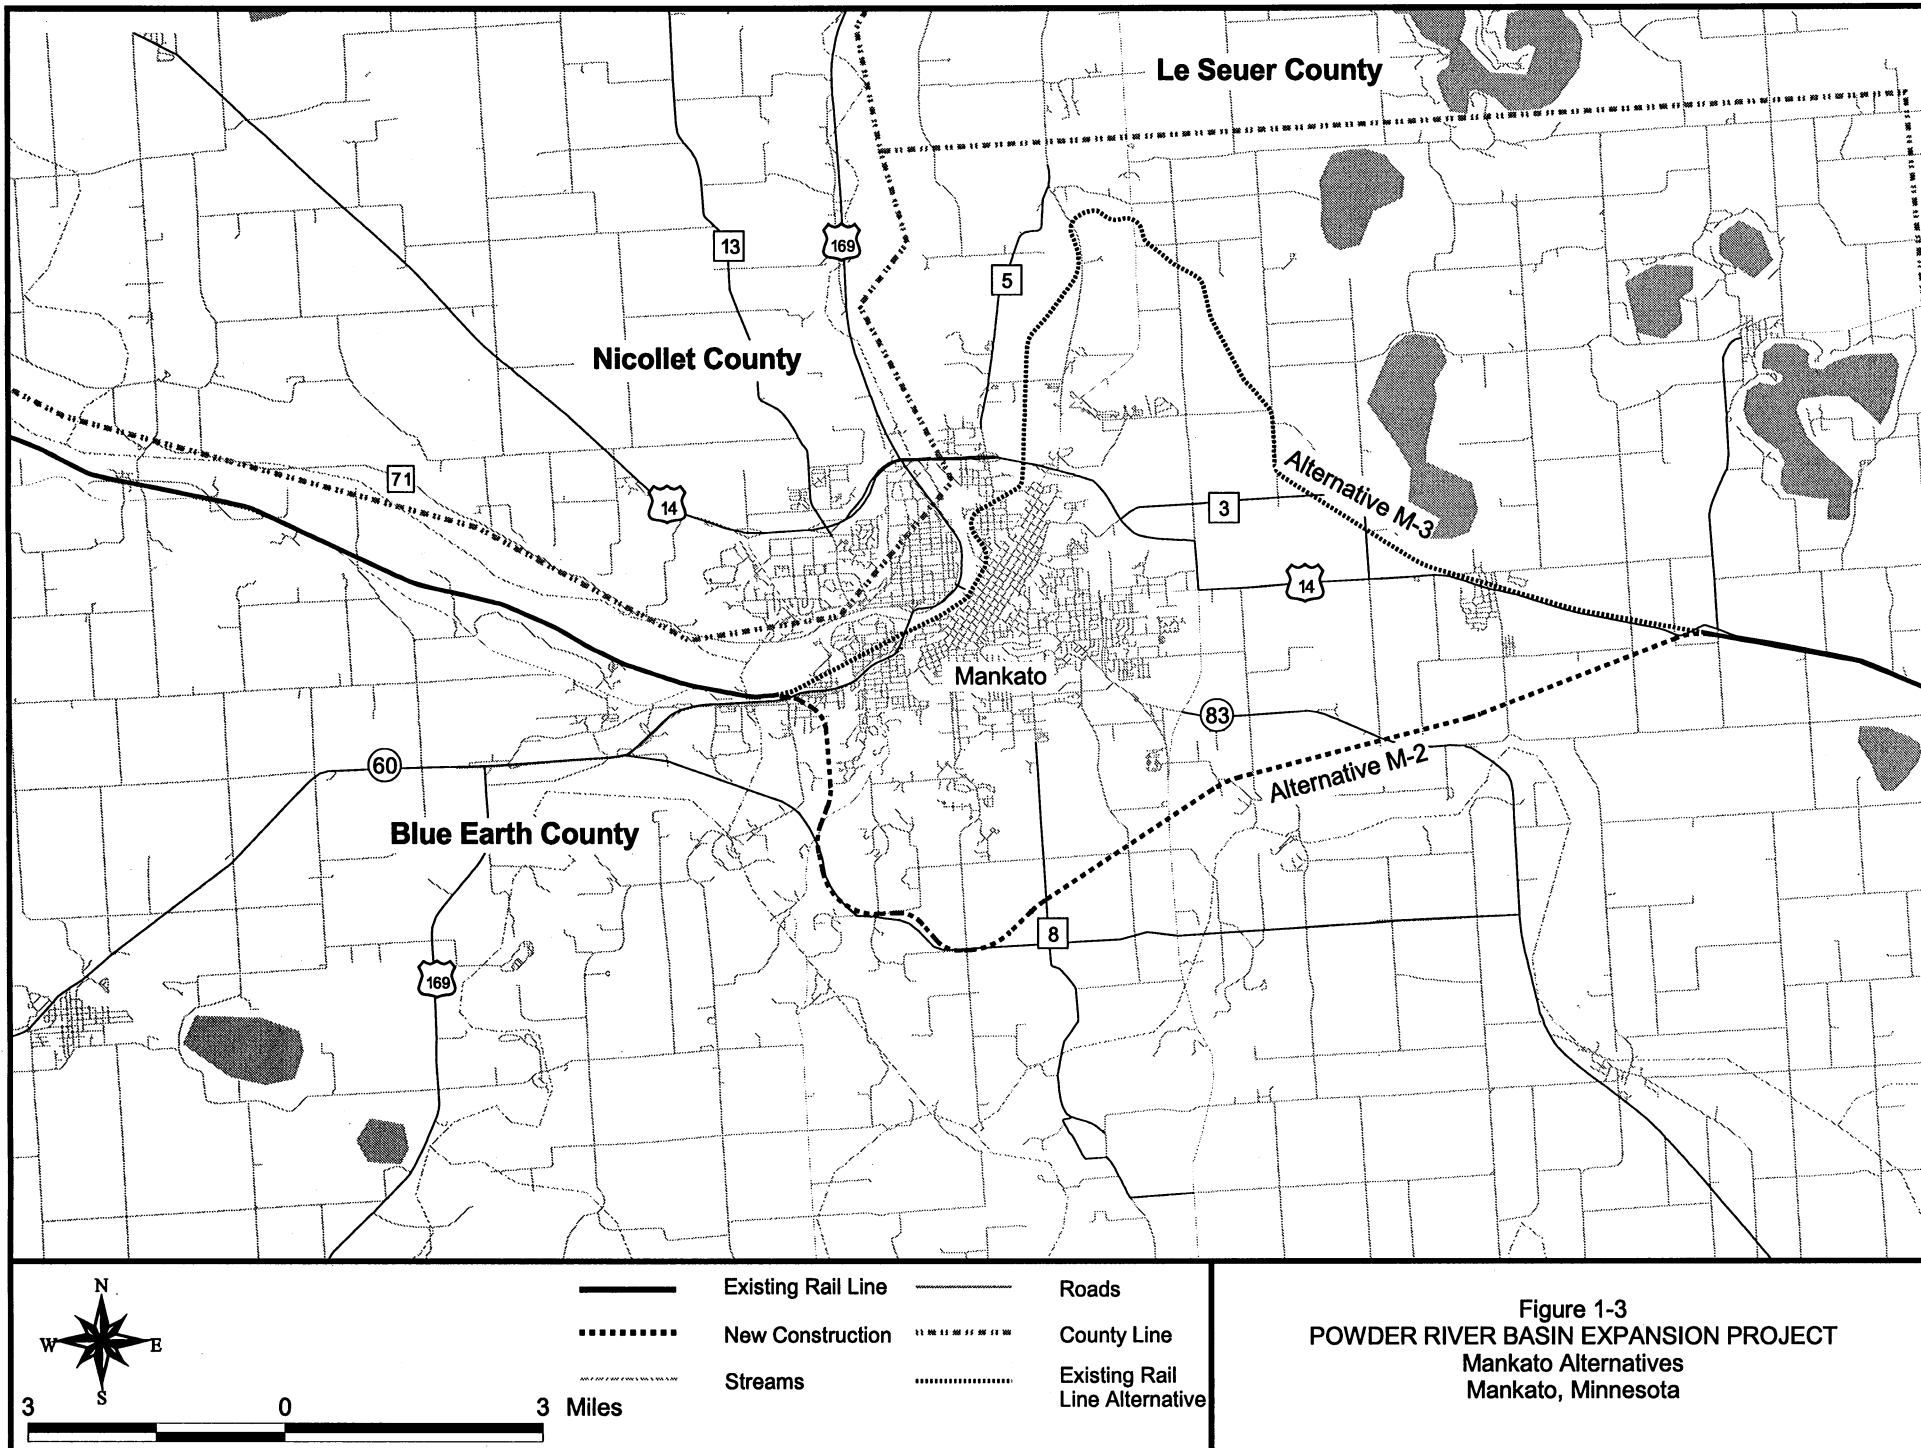 Le Seuer County
13
169
5
Nicollet County
71
14
Alternative M-3
3
14
Mankato
83
60
Alternative M-2
Blue Earth County
8
169
N
W E
S
3 0 3 Miles
Existing Rail Line
New Construction
Streams
Roads
County Line
Existing Rail
Line Alternative
Figure 1-3
POWDER RIVER BASIN EXPANSION PROJECT
Mankato Alternatives
Mankato, Minnesota